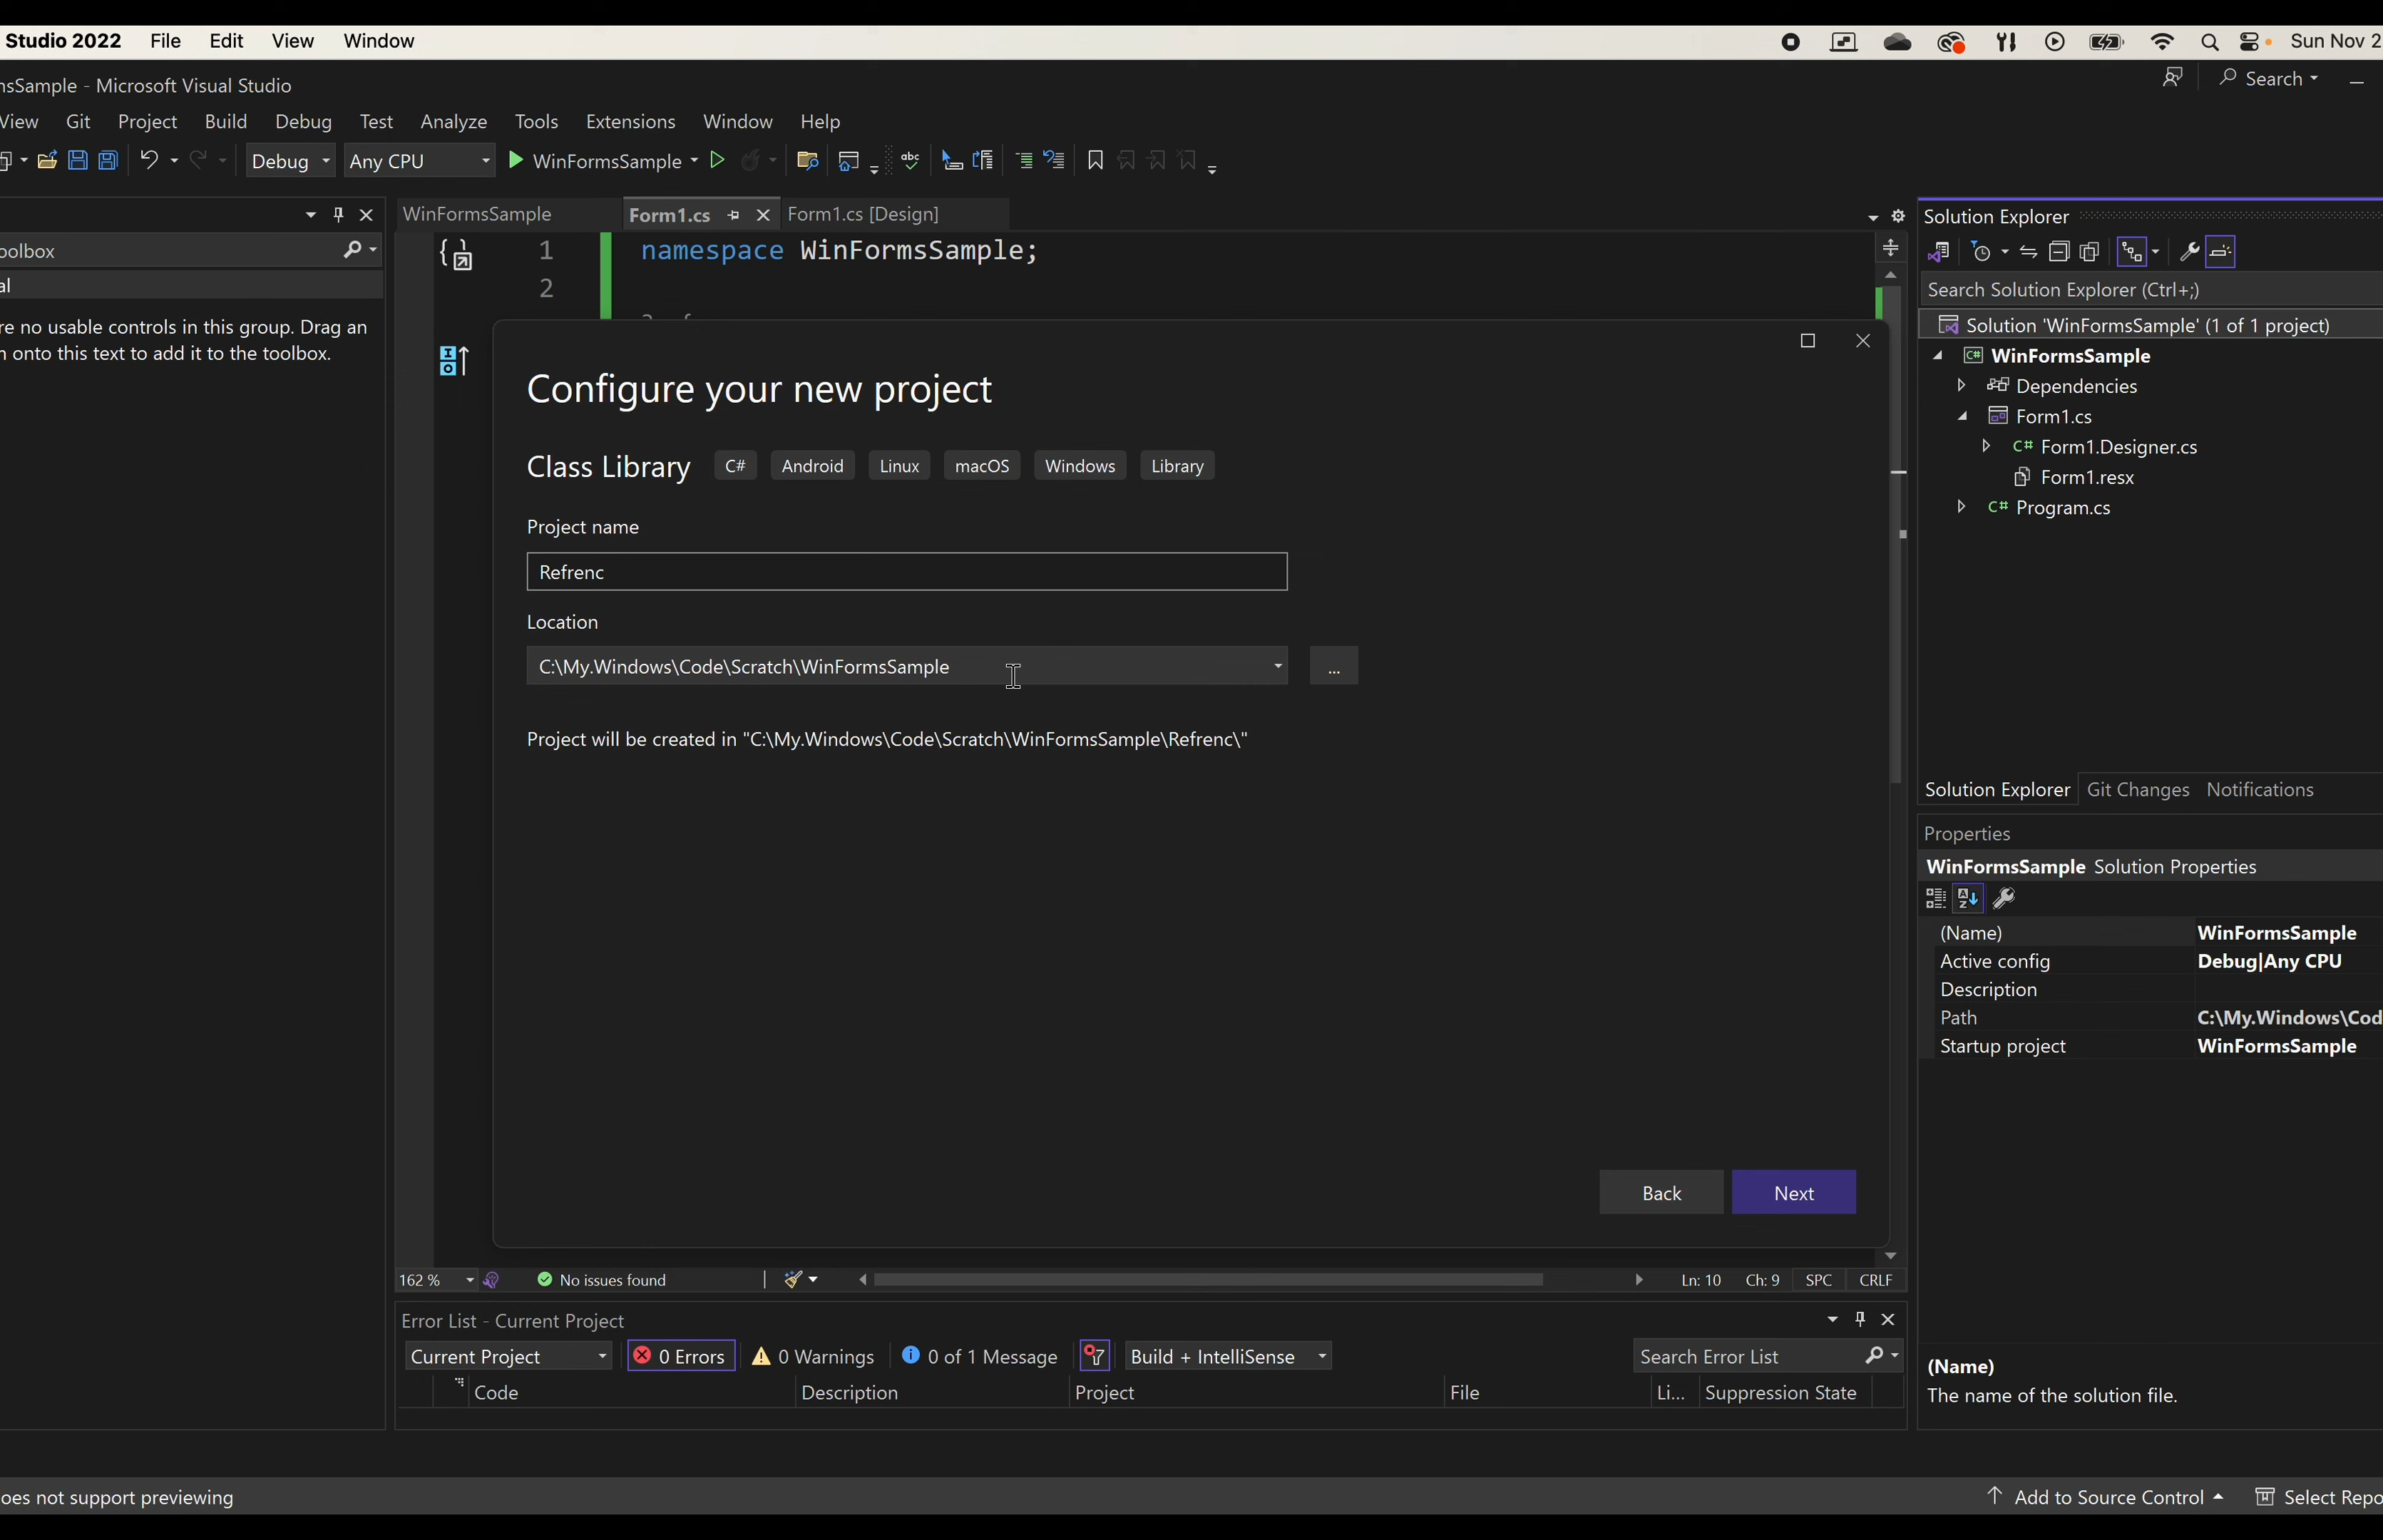 Studio 2022 File Edit View Window Sun Nov 2
nsSample - Microsoft Visual Studio
Search
View Git Project Build Debug Test Analyze Tools Extensions Window Help
Debug Any CPU WinFormsSample
WinFormsSample Form1.cs Form1.cs [Design]
oolbox
al
re no usable controls in this group. Drag an
n onto this text to add it to the toolbox.
1 namespace WinFormsSample;
2
Configure your new project
Class Library C# Android Linux macOS Windows Library
Project name
Refrenc
Location
C:\My.Windows\Code\Scratch\WinFormsSample
...
Project will be created in "C:\My.Windows\Code\Scratch\WinFormsSample\Refrenc\"
Back Next
162 % No issues found Ln: 10 Ch: 9 SPC CRLF
Error List - Current Project
Current Project 0 Errors 0 Warnings 0 of 1 Message Build + IntelliSense Search Error List
Code Description Project File Li... Suppression State
Solution Explorer
Search Solution Explorer (Ctrl+;)
Solution 'WinFormsSample' (1 of 1 project)
C# WinFormsSample
Dependencies
Form1.cs
C# Form1.Designer.cs
Form1.resx
C# Program.cs
Solution Explorer Git Changes Notifications
Properties
WinFormsSample Solution Properties
(Name) WinFormsSample
Active config Debug|Any CPU
Description
Path C:\My.Windows\Cod
Startup project WinFormsSample
(Name)
The name of the solution file.
oes not support previewing
Add to Source Control Select Repo